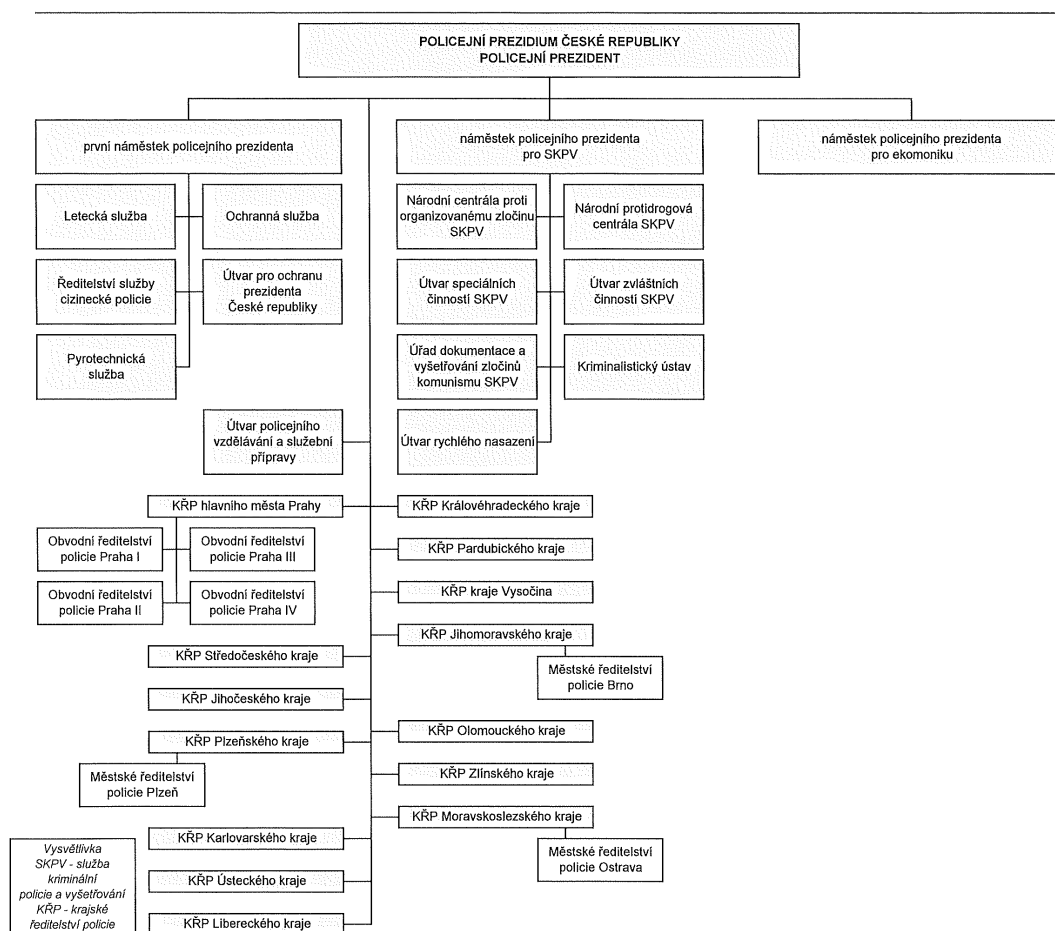 POLICEJNÍ PREZIDIUM ČESKÉ REPUBLIKY
POLICEJNÍ PREZIDENT
první náměstek policejního prezidenta
náměstek policejního prezidenta
pro SKPV
náměstek policejního prezidenta
pro ekomoniku
Letecká služba
Ochranná služba
Ředitelství služby
cizinecké policie
Útvar pro ochranu
prezidenta
České republiky
Pyrotechnická
služba
Národní centrála proti
organizovanému zločinu
SKPV
Národní protidrogová
centrála SKPV
Útvar speciálních
činností SKPV
Útvar zvláštních
činností SKPV
Úřad dokumentace a
vyšetřování zločinů
komunismu SKPV
Kriminalistický ústav
Útvar rychlého nasazení
Útvar policejního
vzdělávání a služební
přípravy
KŘP hlavního města Prahy
Obvodní ředitelství
policie Praha I
Obvodní ředitelství
policie Praha III
Obvodní ředitelství
policie Praha II
Obvodní ředitelství
policie Praha IV
KŘP Středočeského kraje
KŘP Jihočeského kraje
KŘP Plzeňského kraje
Městské ředitelství
policie Plzeň
KŘP Karlovarského kraje
KŘP Ústeckého kraje
KŘP Libereckého kraje
KŘP Královéhradeckého kraje
KŘP Pardubického kraje
KŘP kraje Vysočina
KŘP Jihomoravského kraje
Městské ředitelství
policie Brno
KŘP Olomouckého kraje
KŘP Zlínského kraje
KŘP Moravskoslezského kraje
Městské ředitelství
policie Ostrava
Vysvětlivka
SKPV - služba
kriminální
policie a vyšetřování
KŘP - krajské
ředitelství policie